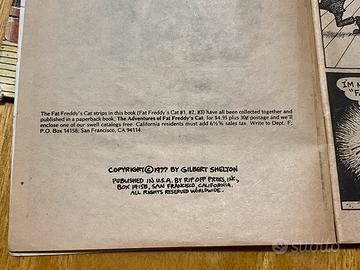 The Fat Freddy's Cat strips in this book (Fat Freddy's Cat #1, #2, #3) have all been collected together and
published in a paperback book, The Adventures of Fat Freddy's Cat, for $4.95 plus 30¢ postage and we'll
enclose one of our swell catalogs free. California residents must add 6½% sales tax. Write to Dept. F;
P.O. Box 14158; San Francisco, CA 94114
COPYRIGHT © 1977 BY GILBERT SHELTON
PUBLISHED IN U.S.A. BY RIP OFF PRESS, INC,
BOX 14158, SAN FRANCISCO, CALIFORNIA.
ALL RIGHTS RESERVED WORLDWIDE.
I'M
subito